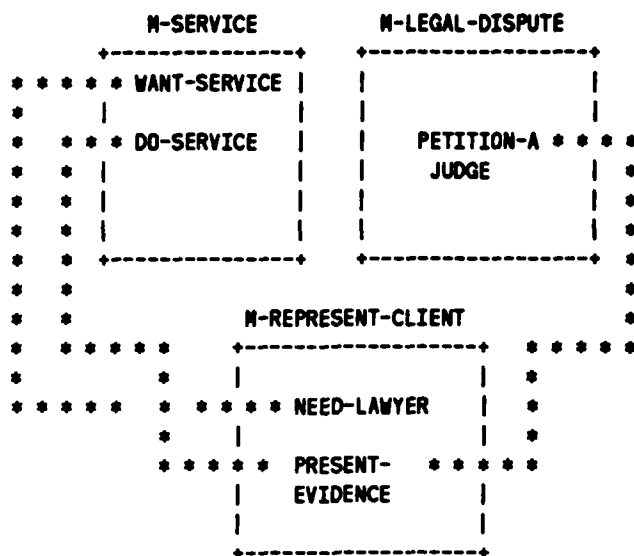 M-SERVICE M-LEGAL-DISPUTE
WANT-SERVICE
DO-SERVICE PETITION-A
JUDGE
M-REPRESENT-CLIENT
NEED-LAWYER
PRESENT-
EVIDENCE